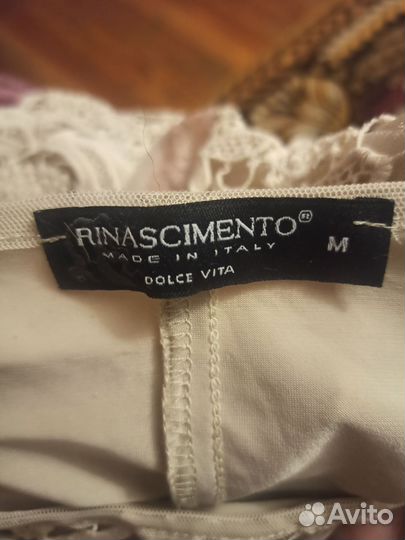 RINASCIMENTO®
MADE IN ITALY
M
DOLCE VITA
Avito